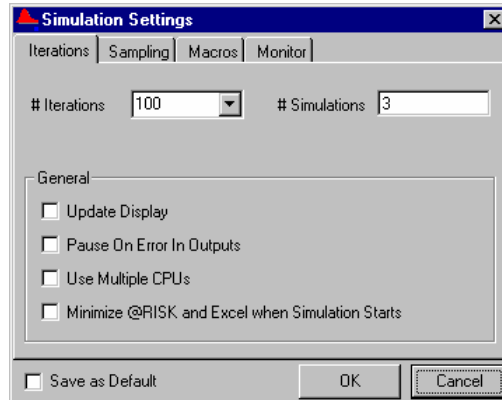 Simulation Settings
Iterations Sampling Macros Monitor
# Iterations 100 # Simulations 3
General
Update Display
Pause On Error In Outputs
Use Multiple CPUs
Minimize @RISK and Excel when Simulation Starts
Save as Default OK Cancel